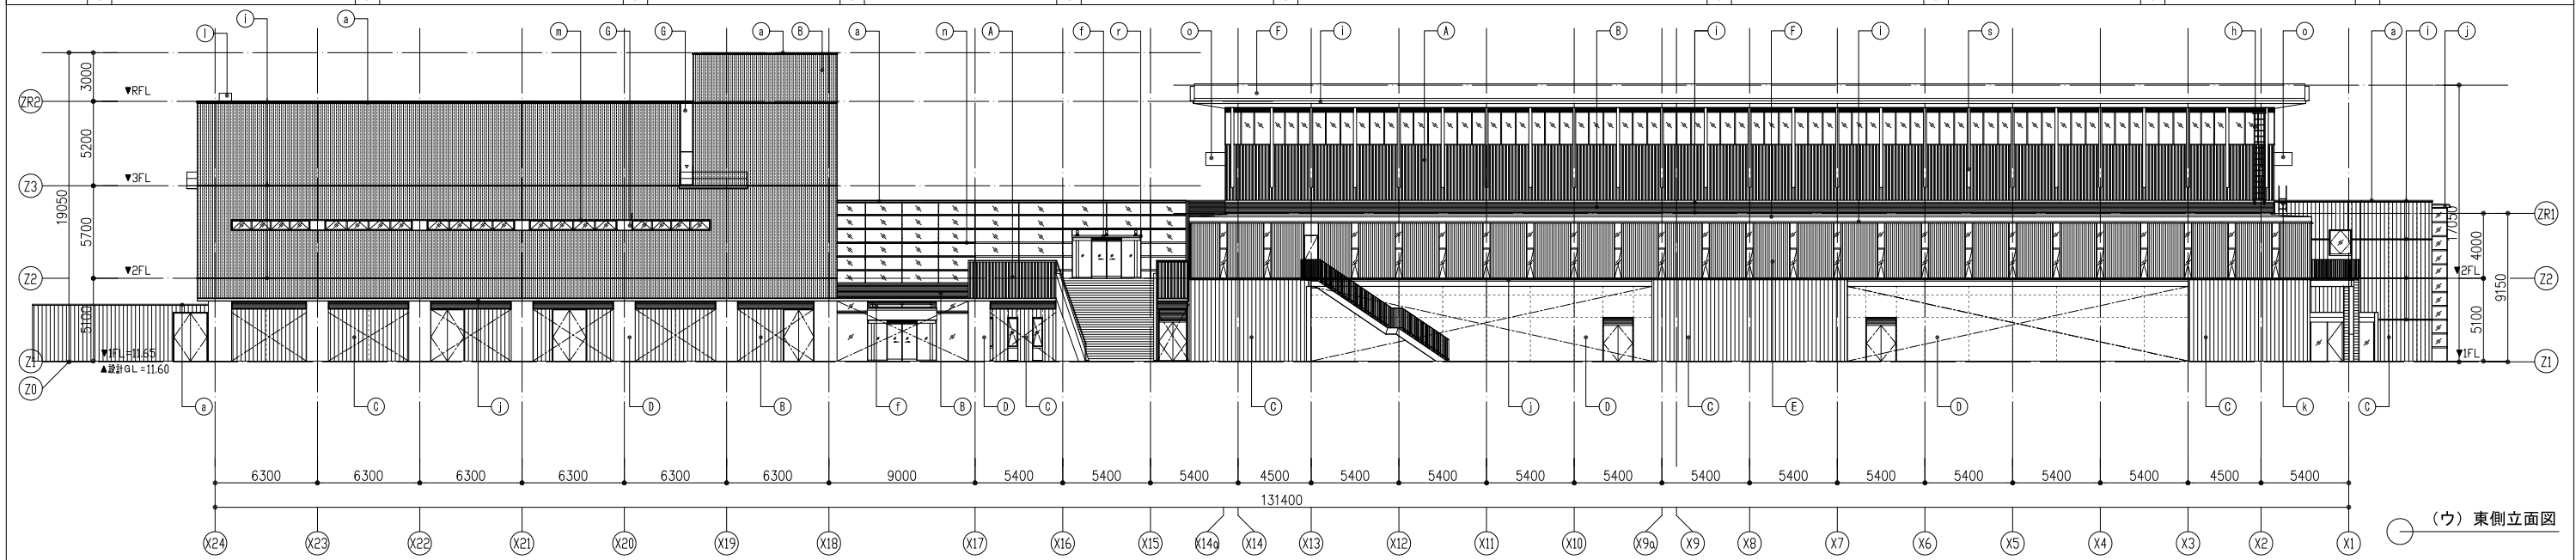 l i a m G G a B a n A f r o F i A B i F i s h o a i j
3000
5200
5700
5100
19050
ZR2
Z3
Z2
Z1
Z0
▼RFL
▼3FL
▼2FL
▼1FL=11.65
▲設計GL=11.60
17050
4000
5100
9150
▼2FL
▼1FL
ZR1
Z2
Z1
a C j D B f B D C C j D C E D C k C
6300 6300 6300 6300 6300 6300 9000 5400 5400 5400 4500 5400 5400 5400 5400 5400 5400 5400 5400 5400 4500 5400
131400
X24 X23 X22 X21 X20 X19 X18 X17 X16 X15 X14a X14 X13 X12 X11 X10 X9a X9 X8 X7 X6 X5 X4 X3 X2 X1
(ウ) 東側立面図